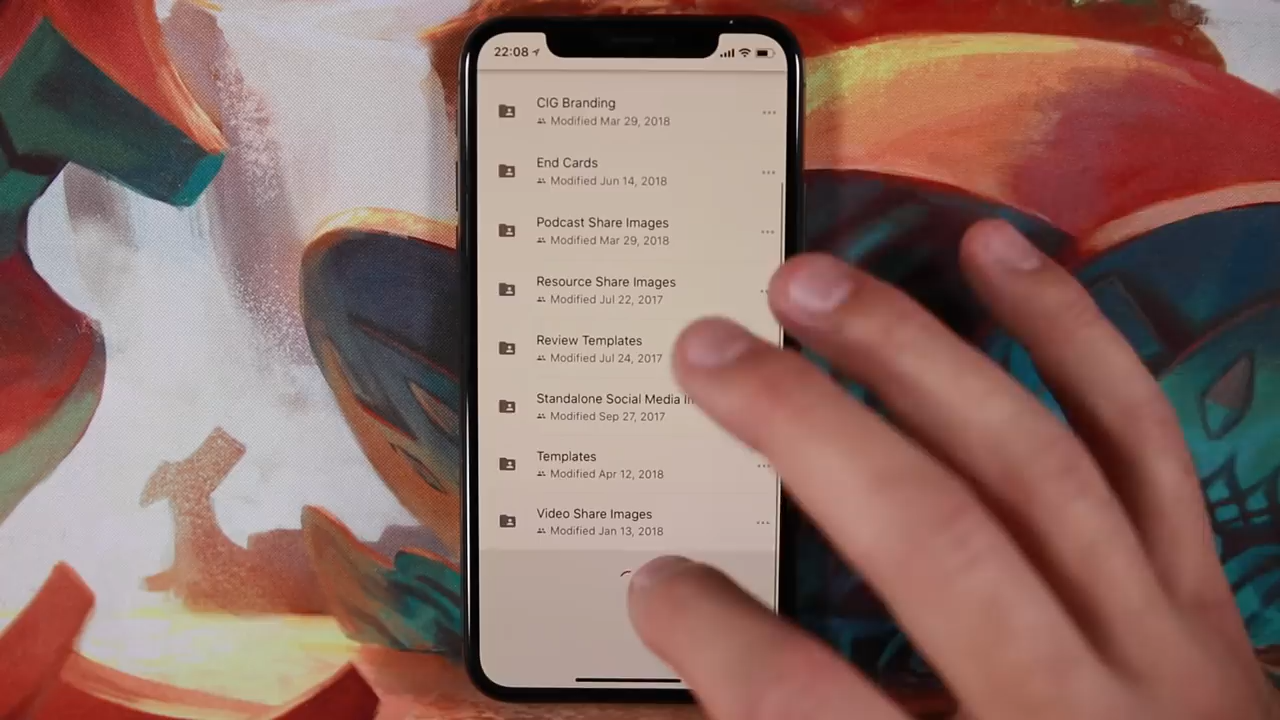 22:08
CIG Branding
Modified Mar 29, 2018
End Cards
Modified Jun 14, 2018
Podcast Share Images
Modified Mar 29, 2018
Resource Share Images
Modified Jul 22, 2017
Review Templates
Modified Jul 24, 2017
Standalone Social Media
Modified Sep 27, 2017
Templates
Modified Apr 12, 2018
Video Share Images
Modified Jan 13, 2018